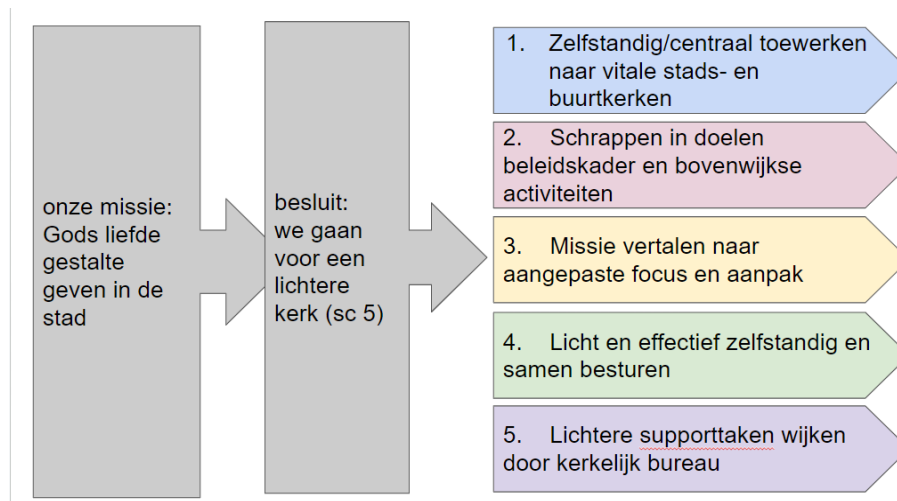 onze missie:
Gods liefde
gestalte
geven in de
stad
besluit:
we gaan
voor een
lichtere
kerk (sc 5)
1. Zelfstandig/centraal toewerken
naar vitale stads- en
buurtkerken
2. Schrappen in doelen
beleidskader en bovenwijkse
activiteiten
3. Missie vertalen naar
aangepaste focus en aanpak
4. Licht en effectief zelfstandig en
samen besturen
5. Lichtere supporttaken wijken
door kerkelijk bureau